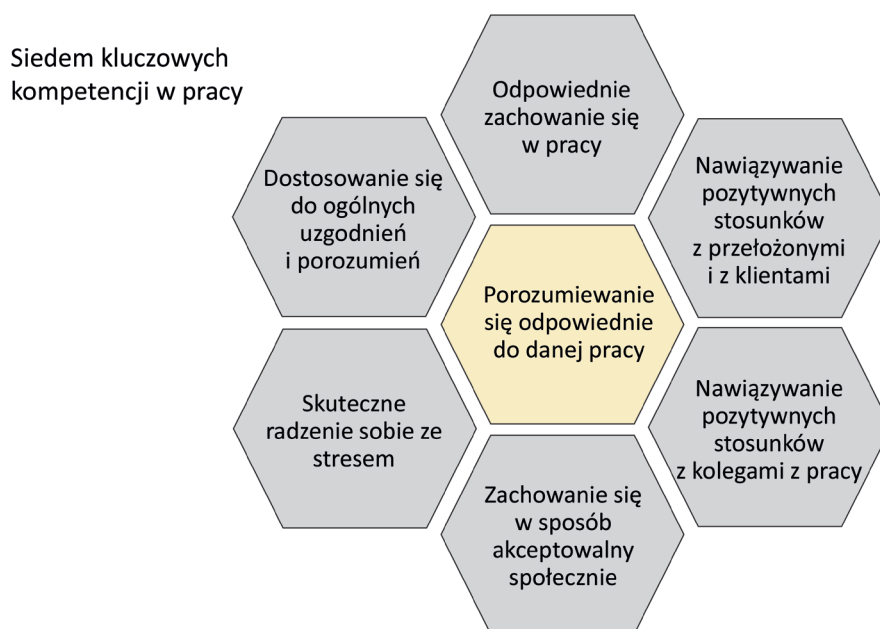 Siedem kluczowych
kompetencji w pracy
Odpowiednie
zachowanie się
w pracy
Dostosowanie się
do ogólnych
uzgodnień
i porozumień
Nawiązywanie
pozytywnych
stosunków
z przełożonymi
i z klientami
Porozumiewanie
się odpowiednie
do danej pracy
Skuteczne
radzenie sobie ze
stresem
Nawiązywanie
pozytywnych
stosunków
z kolegami z pracy
Zachowanie się
w sposób
akceptowalny
społecznie